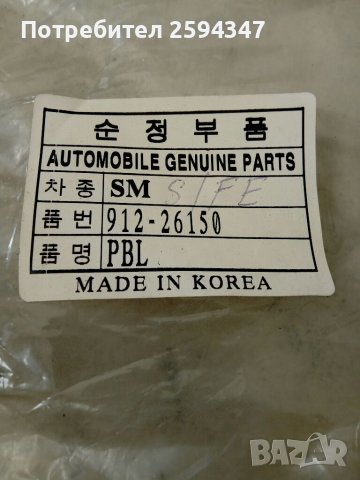 Потребител 2594347
순정부품
AUTOMOBILE GENUINE PARTS
차종 SM S/FE
품번 912-26150
품명 PBL
MADE IN KOREA
BAZAR